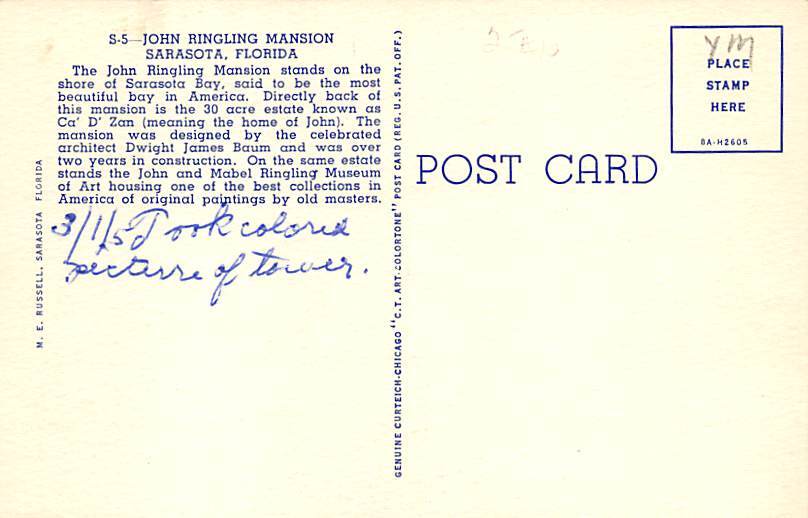 S-5—JOHN RINGLING MANSION
SARASOTA, FLORIDA
The John Ringling Mansion stands on the
shore of Sarasota Bay, said to be the most
beautiful bay in America. Directly back of
this mansion is the 30 acre estate known as
Ca' D' Zan (meaning the home of John). The
mansion was designed by the celebrated
architect Dwight James Baum and was over
two years in construction. On the same estate
stands the John and Mabel Ringling Museum
of Art housing one of the best collections in
America of original paintings by old masters.
3/1/5 Took colored
picture of tower.
M. E. RUSSELL, SARASOTA FLORIDA
GENUINE CURTEICH-CHICAGO "C.T. ART-COLORTONE" POST CARD (REG. U.S. PAT. OFF.)
POST CARD
YM
PLACE
STAMP
HERE
8A-H2605